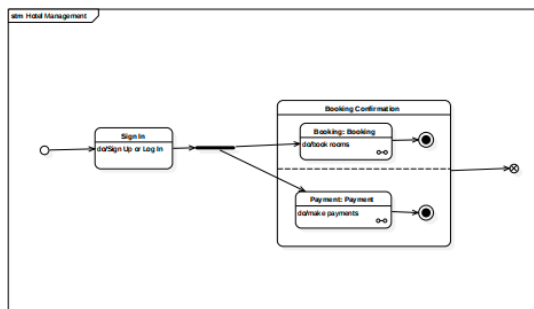 stm Hotel Management
Booking Confirmation
Sign In
do/Sign Up or Log In
Booking: Booking
do/book rooms
Payment: Payment
do/make payments